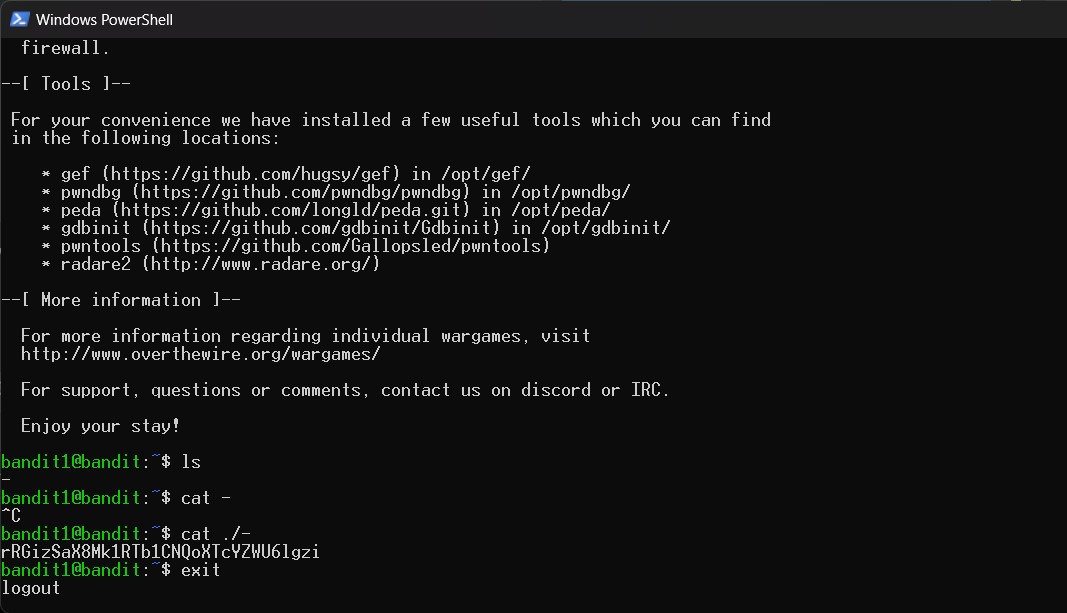 Windows PowerShell
firewall.
--[ Tools ]--
For your convenience we have installed a few useful tools which you can find
in the following locations:
* gef (https://github.com/hugsy/gef) in /opt/gef/
* pwndbg (https://github.com/pwndbg/pwndbg) in /opt/pwndbg/
* peda (https://github.com/longld/peda.git) in /opt/peda/
* gdbinit (https://github.com/gdbinit/Gdbinit) in /opt/gdbinit/
* pwntools (https://github.com/Gallopsled/pwntools)
* radare2 (http://www.radare.org/)
--[ More information ]--
For more information regarding individual wargames, visit
http://www.overthewire.org/wargames/
For support, questions or comments, contact us on discord or IRC.
Enjoy your stay!
bandit1@bandit:~$ ls
-
bandit1@bandit:~$ cat -
^C
bandit1@bandit:~$ cat ./-
rRGizSaX8Mk1RTb1CNQoXTcYZWU6lgzi
bandit1@bandit:~$ exit
logout